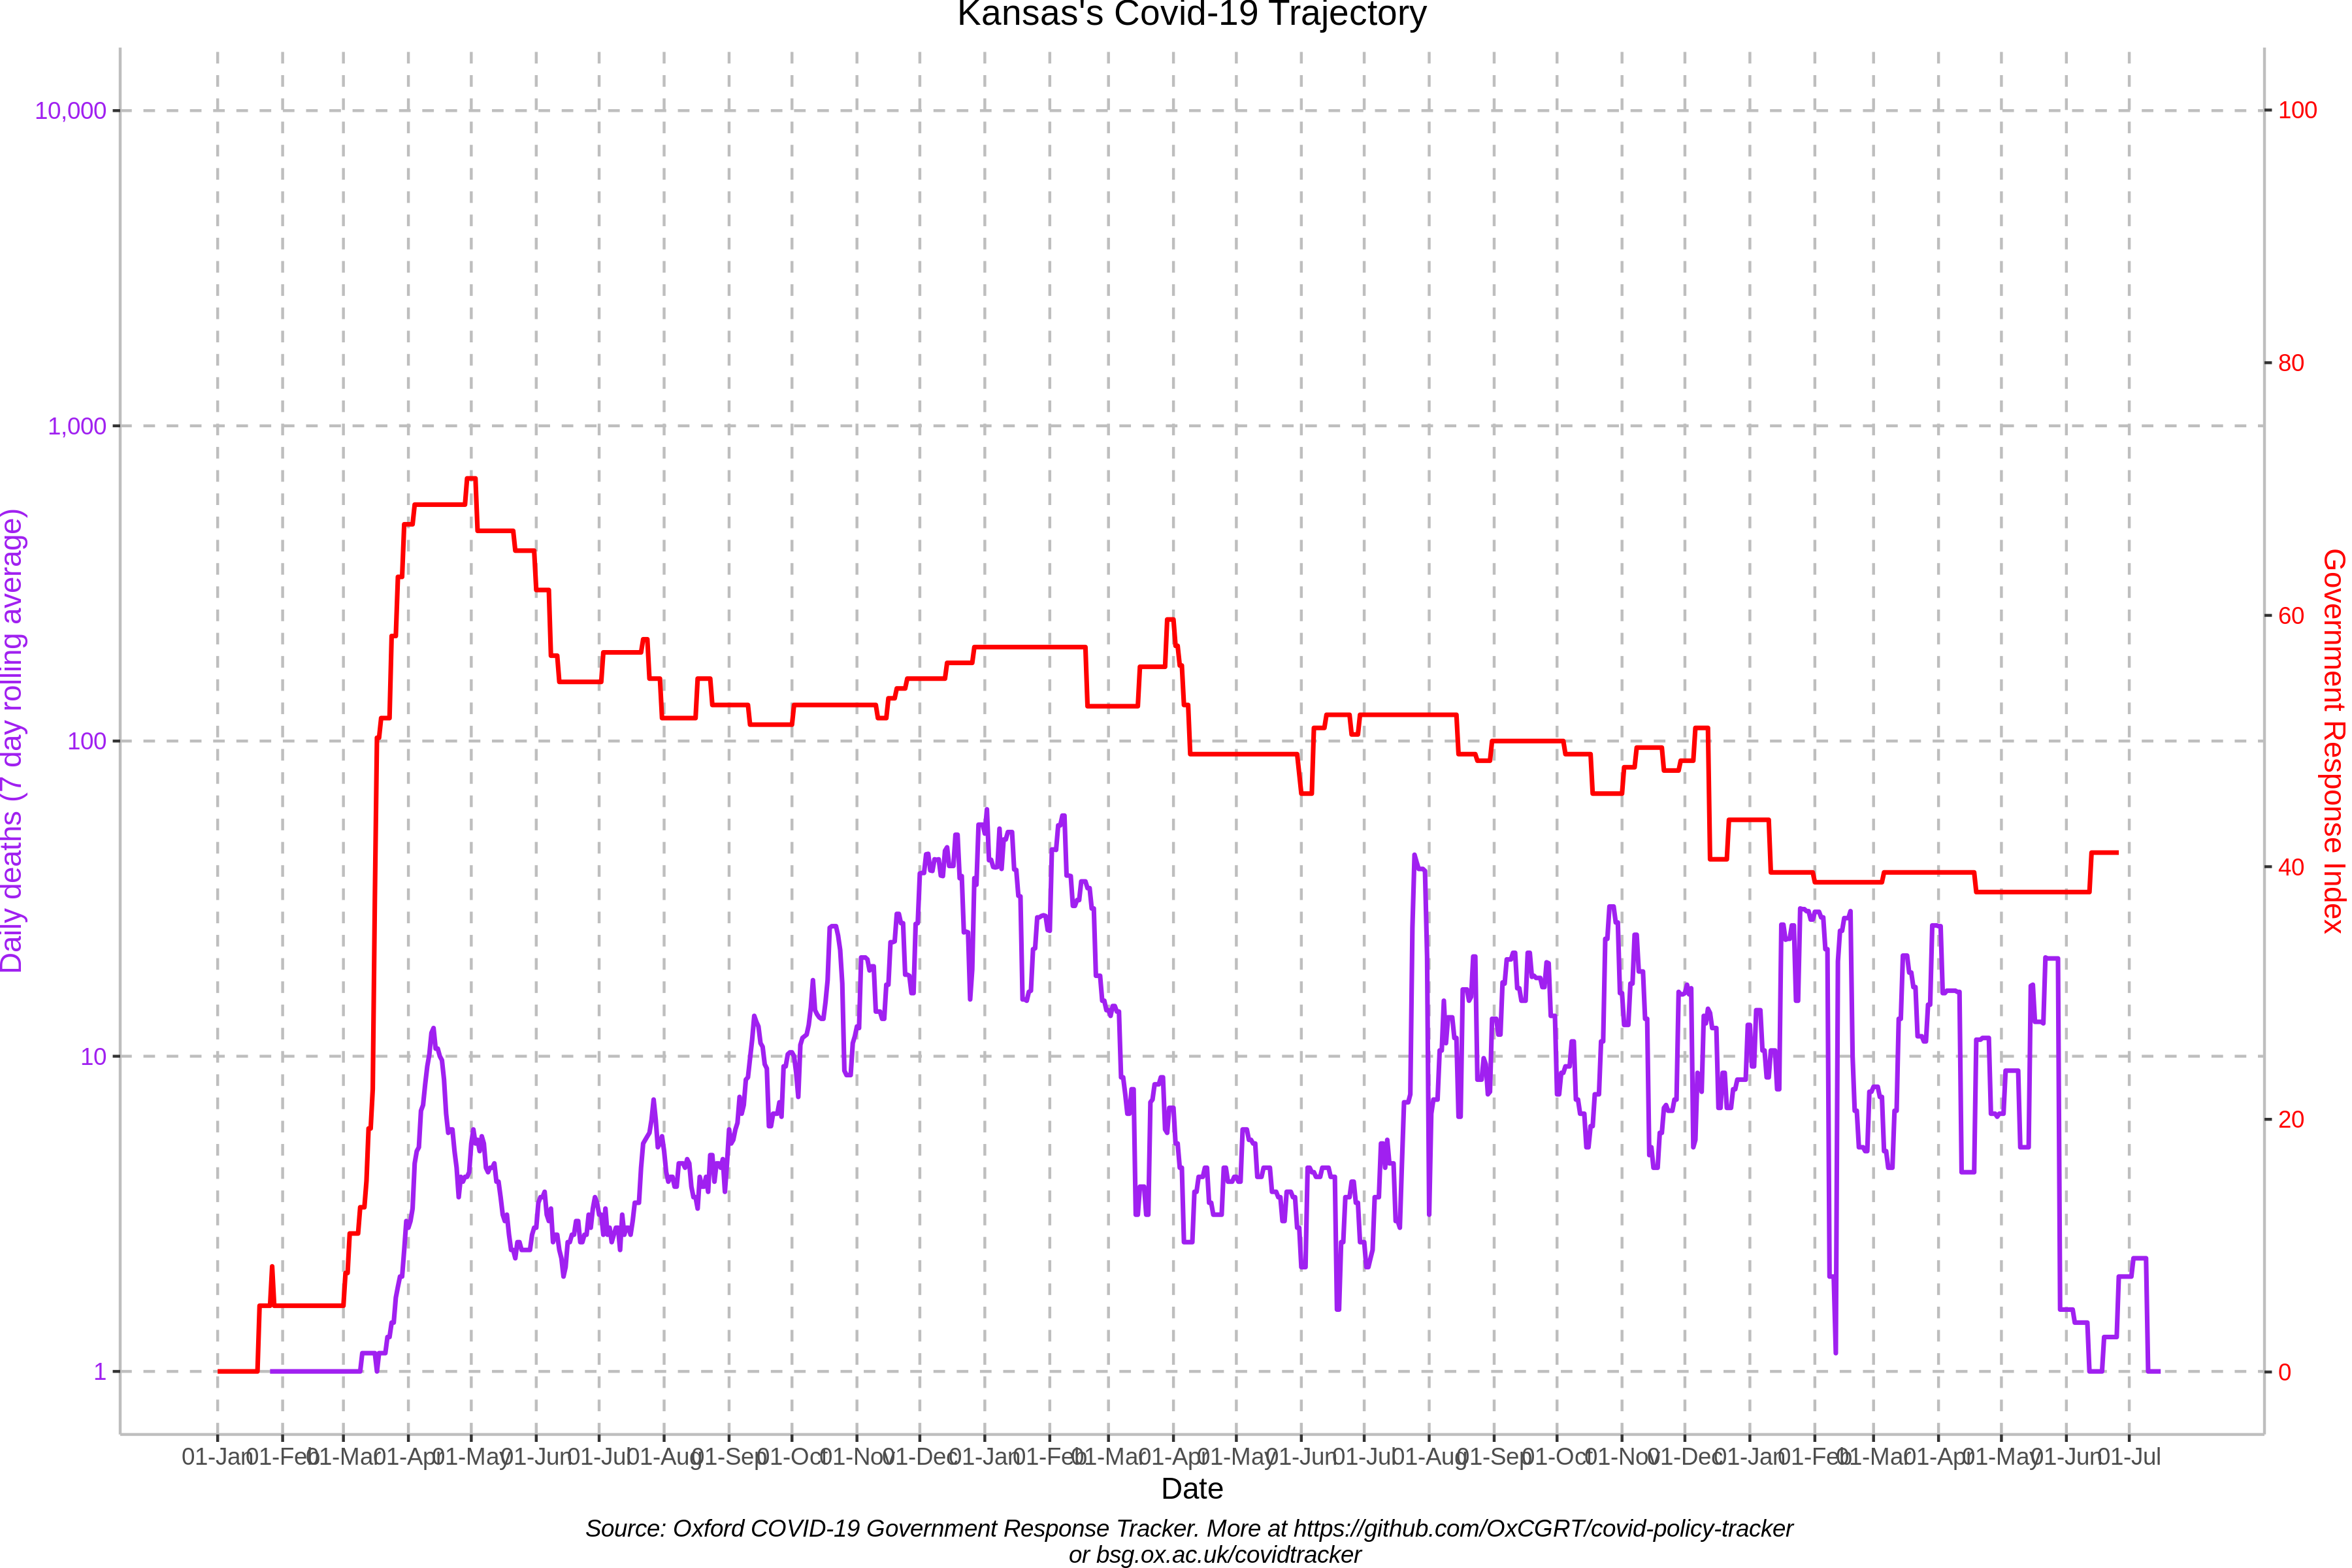 Kansas's Covid-19 Trajectory
10,000
1,000
100
10
1
Daily deaths (7 day rolling average)
100
80
60
40
20
0
Government Response Index
01-Jan 01-Feb 01-Mar 01-Apr 01-May 01-Jun 01-Jul 01-Aug 01-Sep 01-Oct 01-Nov 01-Dec 01-Jan 01-Feb 01-Mar 01-Apr 01-May 01-Jun 01-Jul 01-Aug 01-Sep 01-Oct 01-Nov 01-Dec 01-Jan 01-Feb 01-Mar 01-Apr 01-May 01-Jun 01-Jul
Date
Source: Oxford COVID-19 Government Response Tracker. More at https://github.com/OxCGRT/covid-policy-tracker
or bsg.ox.ac.uk/covidtracker